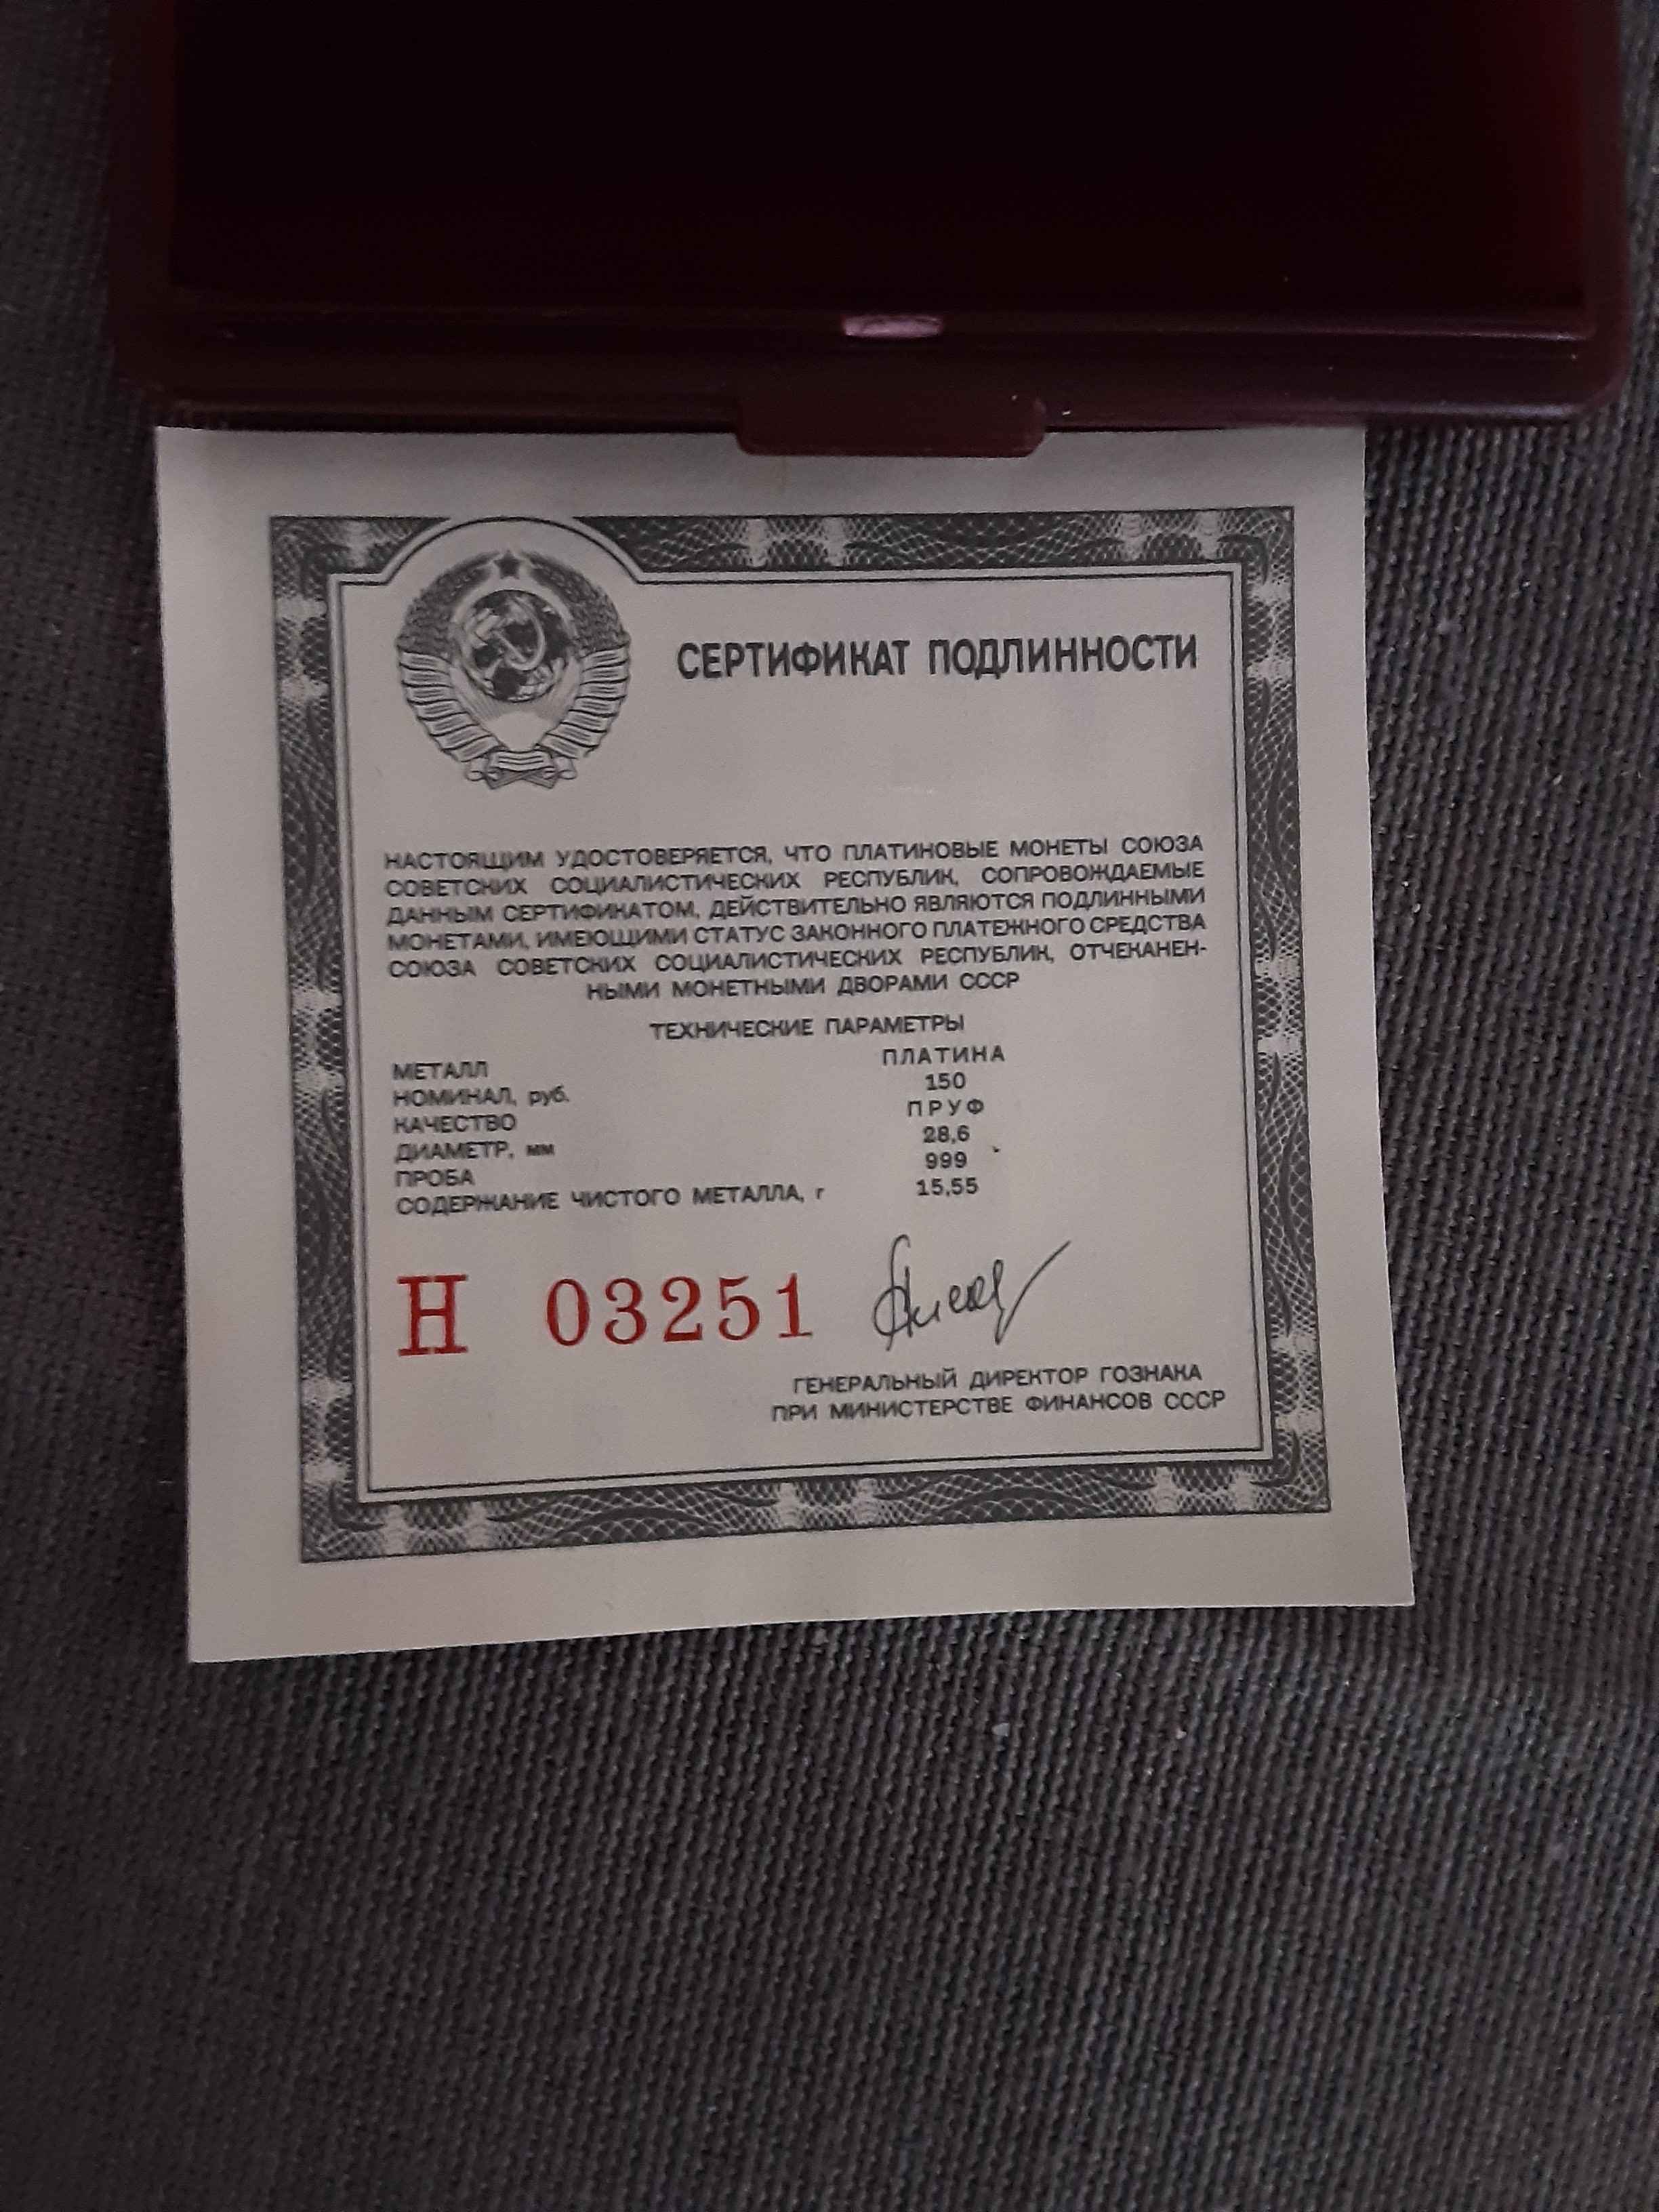 СЕРТИФИКАТ ПОДЛИННОСТИ
НАСТОЯЩИМ УДОСТОВЕРЯЕТСЯ, ЧТО ПЛАТИНОВЫЕ МОНЕТЫ СОЮЗА
СОВЕТСКИХ СОЦИАЛИСТИЧЕСКИХ РЕСПУБЛИК, СОПРОВОЖДАЕМЫЕ
ДАННЫМ СЕРТИФИКАТОМ, ДЕЙСТВИТЕЛЬНО ЯВЛЯЮТСЯ ПОДЛИННЫМИ
МОНЕТАМИ, ИМЕЮЩИМИ СТАТУС ЗАКОННОГО ПЛАТЕЖНОГО СРЕДСТВА
СОЮЗА СОВЕТСКИХ СОЦИАЛИСТИЧЕСКИХ РЕСПУБЛИК, ОТЧЕКАНЕН-
НЫМИ МОНЕТНЫМИ ДВОРАМИ СССР
ТЕХНИЧЕСКИЕ ПАРАМЕТРЫ
МЕТАЛЛ ПЛАТИНА
НОМИНАЛ, руб. 150
КАЧЕСТВО ПРУФ
ДИАМЕТР, мм 28,6
ПРОБА 999
СОДЕРЖАНИЕ ЧИСТОГО МЕТАЛЛА, г 15,55
Н 03251
ГЕНЕРАЛЬНЫЙ ДИРЕКТОР ГОЗНАКА
ПРИ МИНИСТЕРСТВЕ ФИНАНСОВ СССР